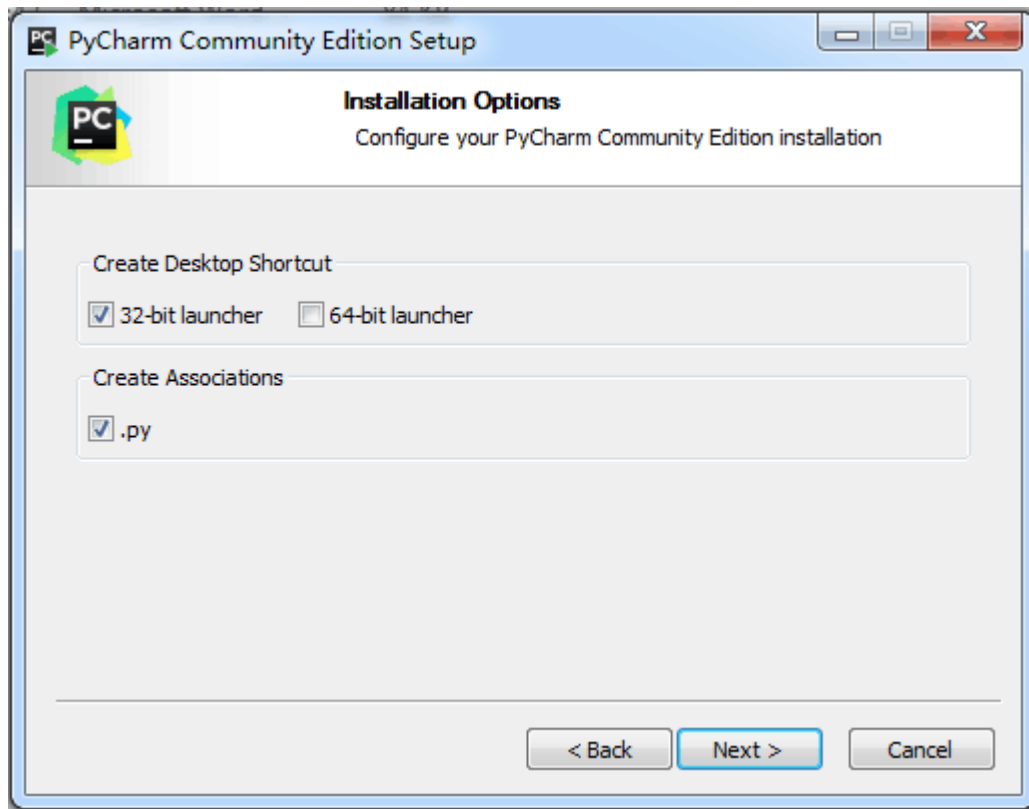 PyCharm Community Edition Setup
PC
Installation Options
Configure your PyCharm Community Edition installation
Create Desktop Shortcut
32-bit launcher 64-bit launcher
Create Associations
.py
< Back Next > Cancel